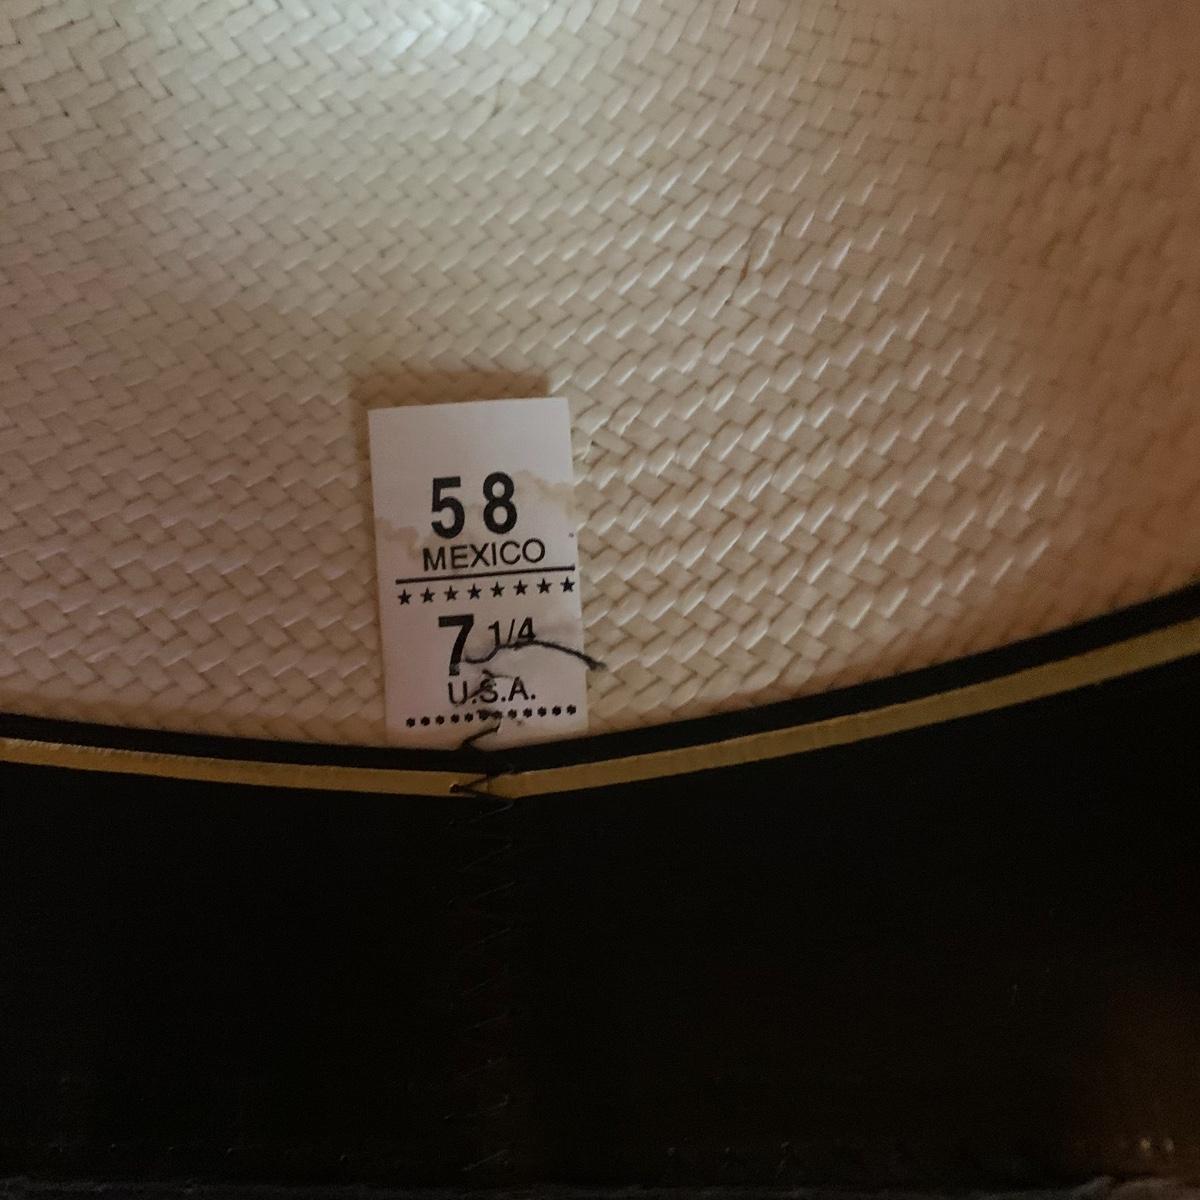 58
MEXICO
★★★★★★★★
7 1/4
U.S.A.